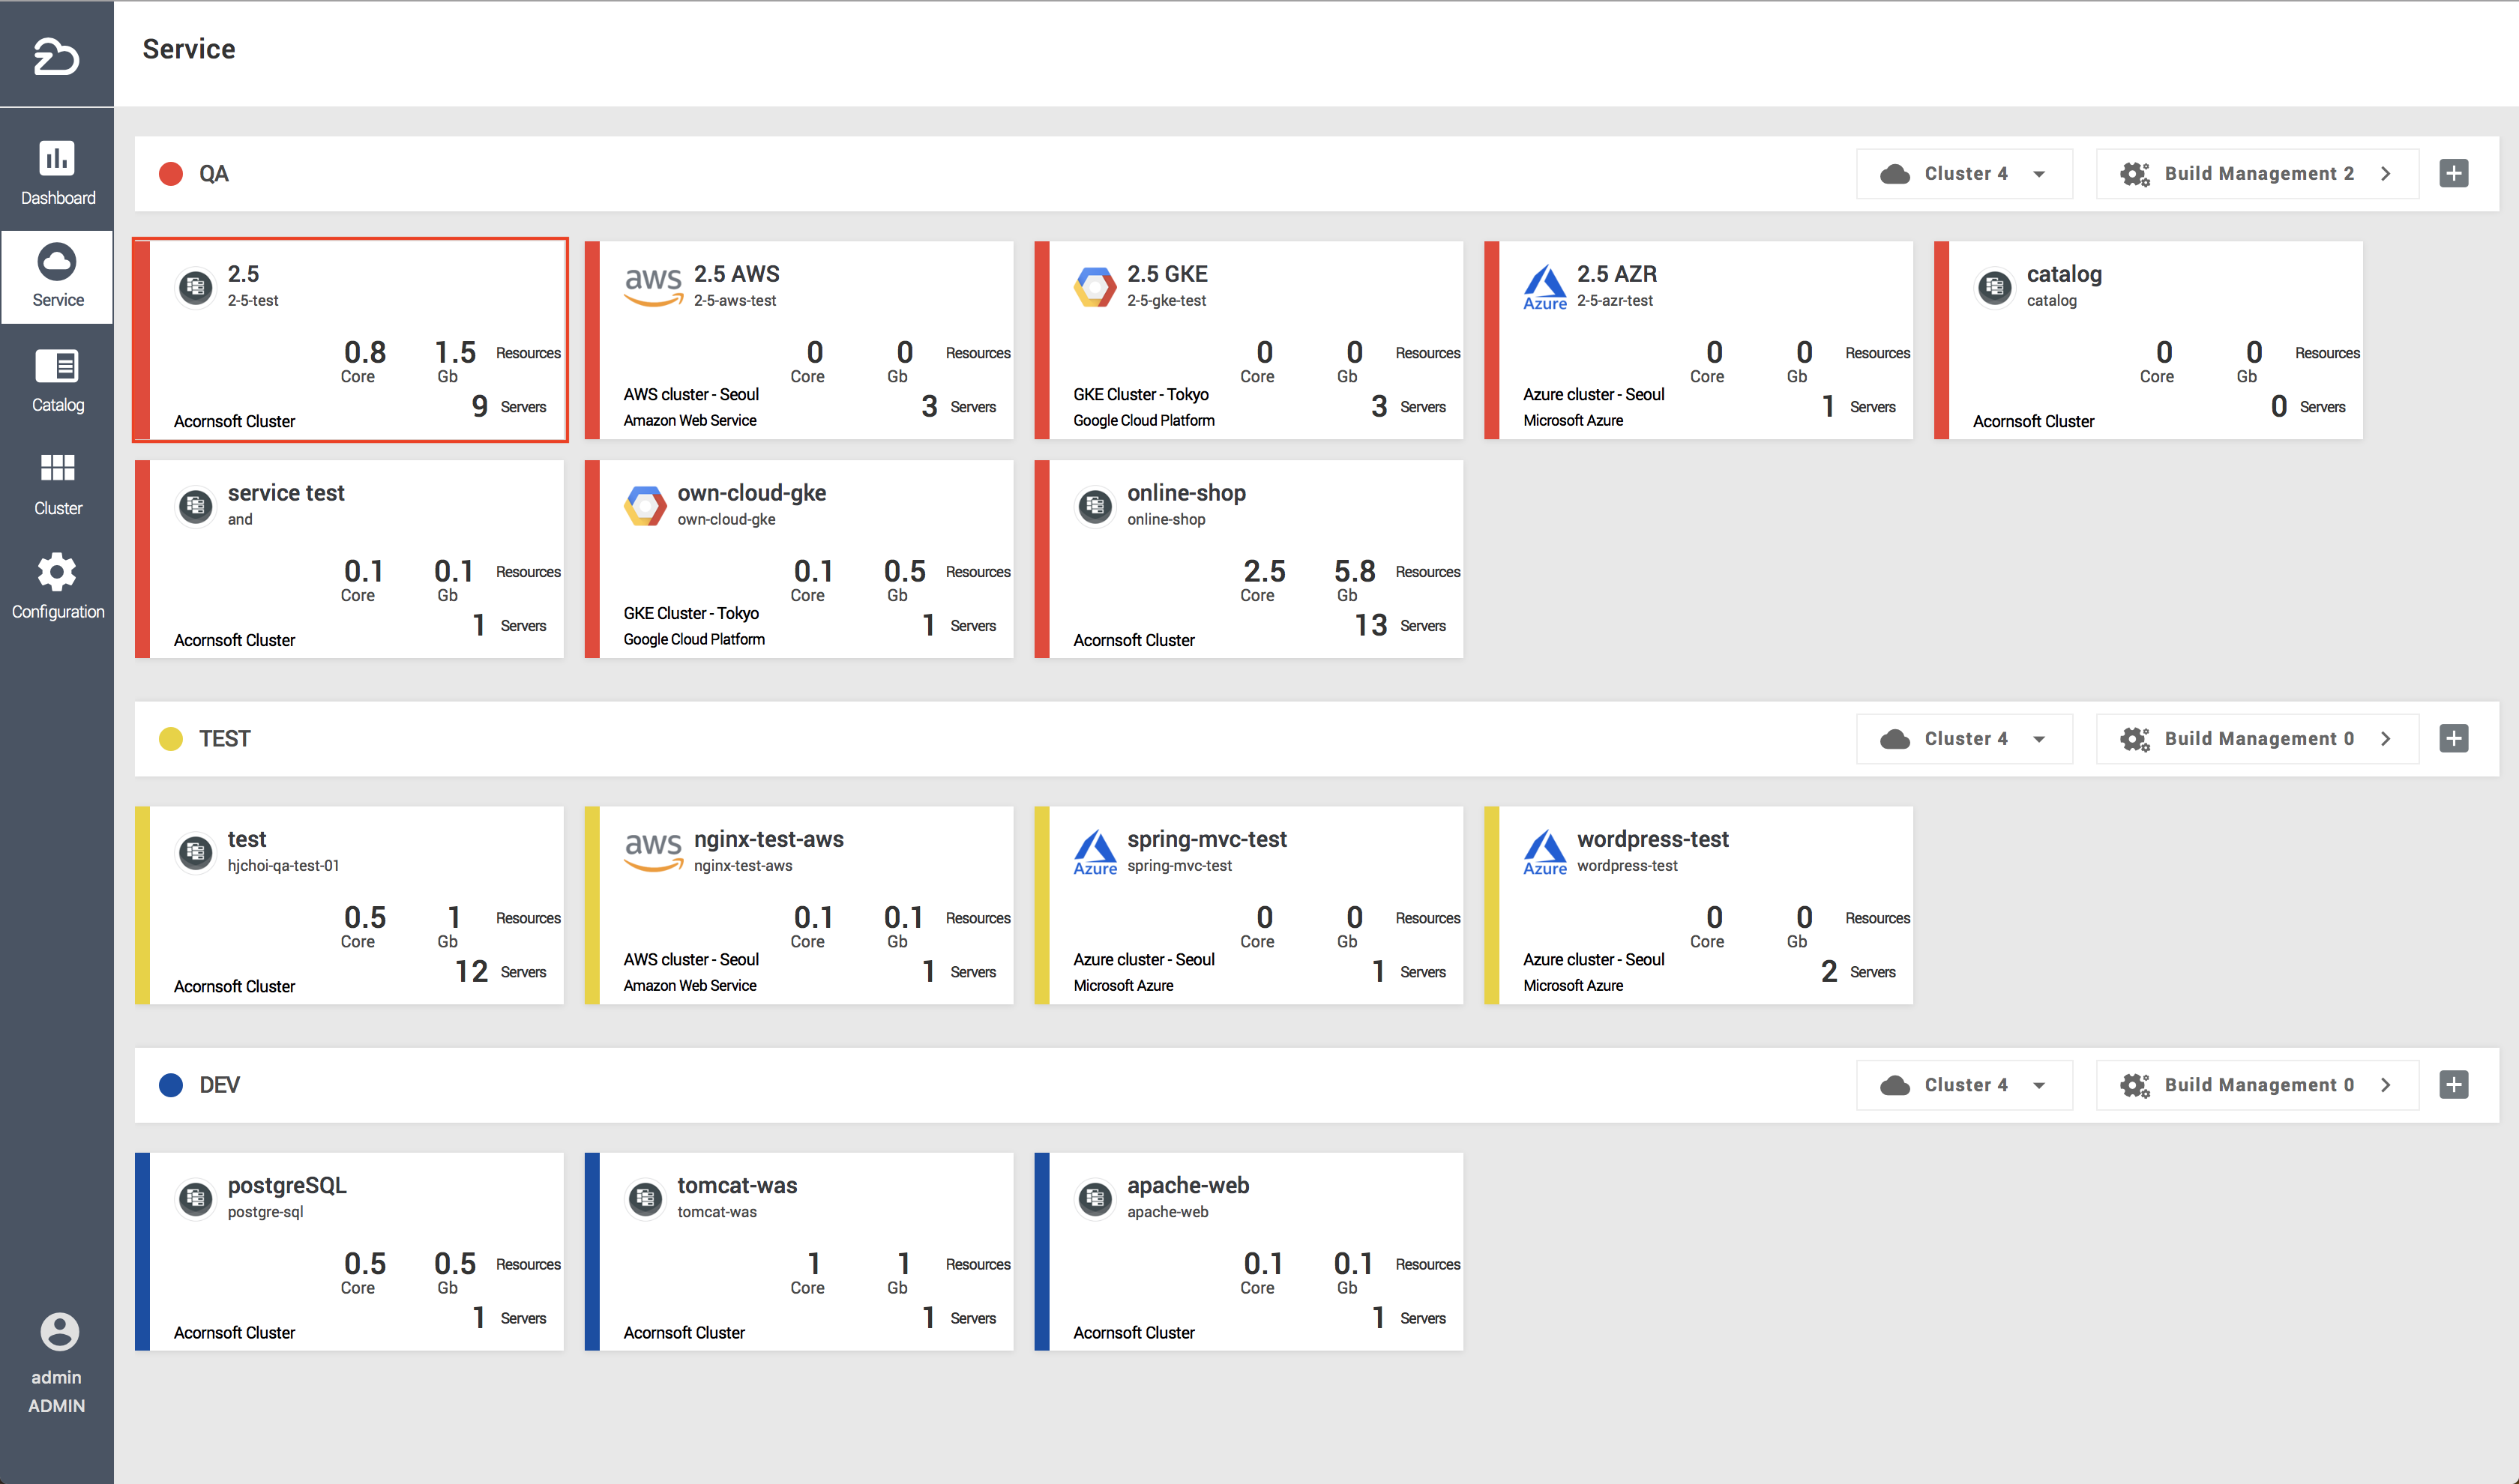 Service
Dashboard
Service
Catalog
Cluster
Configuration
admin
ADMIN
QA
Cluster 4
Build Management 2
2.5
2-5-test
0.8 1.5 Resources
Core Gb
9 Servers
Acornsoft Cluster
aws
2.5 AWS
2-5-aws-test
0 0 Resources
Core Gb
AWS cluster - Seoul
3 Servers
Amazon Web Service
2.5 GKE
2-5-gke-test
0 0 Resources
Core Gb
GKE Cluster - Tokyo
3 Servers
Google Cloud Platform
Azure
2.5 AZR
2-5-azr-test
0 0 Resources
Core Gb
Azure cluster - Seoul
1 Servers
Microsoft Azure
catalog
catalog
0 0 Resources
Core Gb
0 Servers
Acornsoft Cluster
service test
and
0.1 0.1 Resources
Core Gb
1 Servers
Acornsoft Cluster
own-cloud-gke
own-cloud-gke
0.1 0.5 Resources
Core Gb
GKE Cluster - Tokyo
1 Servers
Google Cloud Platform
online-shop
online-shop
2.5 5.8 Resources
Core Gb
13 Servers
Acornsoft Cluster
TEST
Cluster 4
Build Management 0
test
hjchoi-qa-test-01
0.5 1 Resources
Core Gb
12 Servers
Acornsoft Cluster
aws
nginx-test-aws
nginx-test-aws
0.1 0.1 Resources
Core Gb
AWS cluster - Seoul
1 Servers
Amazon Web Service
Azure
spring-mvc-test
spring-mvc-test
0 0 Resources
Core Gb
Azure cluster - Seoul
1 Servers
Microsoft Azure
Azure
wordpress-test
wordpress-test
0 0 Resources
Core Gb
Azure cluster - Seoul
2 Servers
Microsoft Azure
DEV
Cluster 4
Build Management 0
postgreSQL
postgre-sql
0.5 0.5 Resources
Core Gb
1 Servers
Acornsoft Cluster
tomcat-was
tomcat-was
1 1 Resources
Core Gb
1 Servers
Acornsoft Cluster
apache-web
apache-web
0.1 0.1 Resources
Core Gb
1 Servers
Acornsoft Cluster